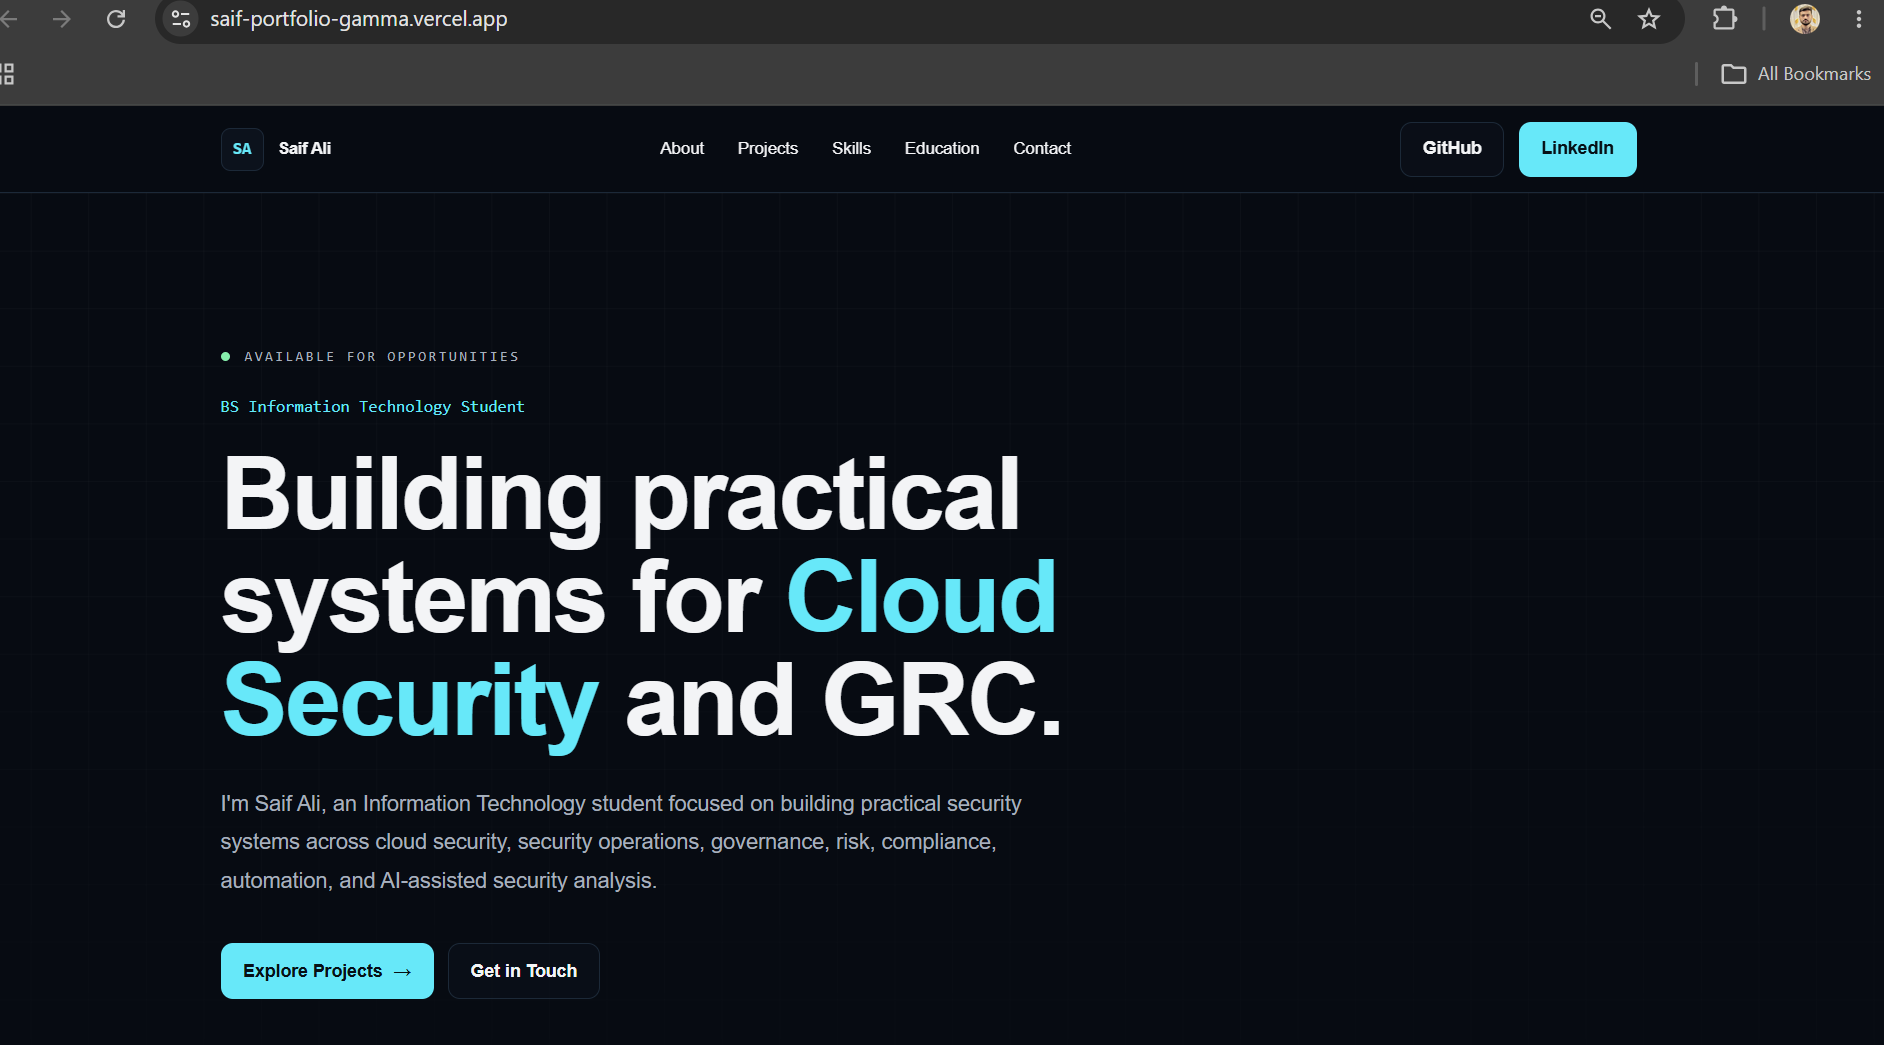 saif-portfolio-gamma.vercel.app
All Bookmarks
SA Saif Ali About Projects Skills Education Contact GitHub LinkedIn
AVAILABLE FOR OPPORTUNITIES
BS Information Technology Student
Building practical
systems for Cloud
Security and GRC.
I'm Saif Ali, an Information Technology student focused on building practical security
systems across cloud security, security operations, governance, risk, compliance,
automation, and AI-assisted security analysis.
Explore Projects → Get in Touch